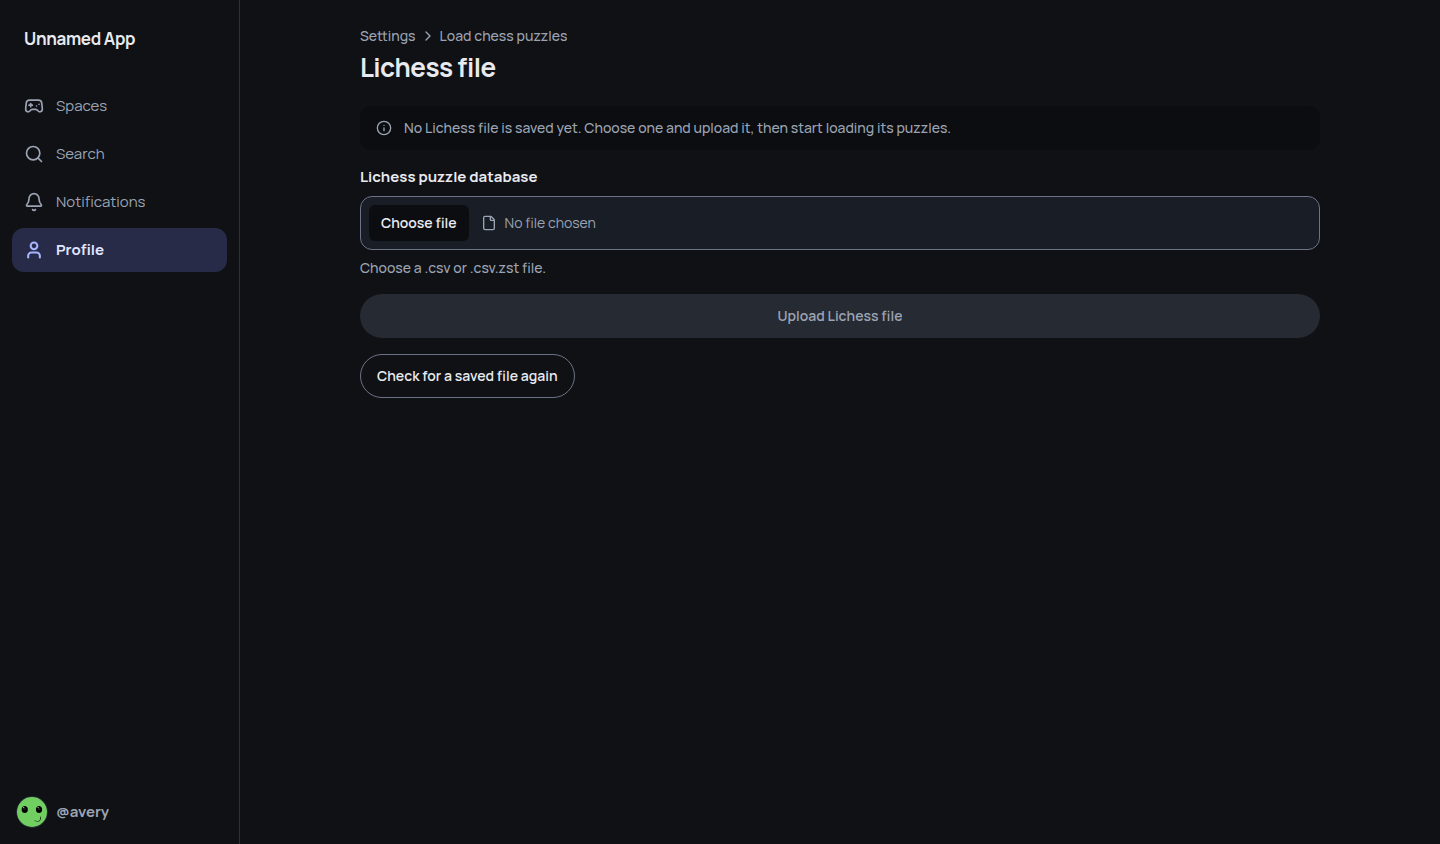 Unnamed App
Spaces
Search
Notifications
Profile
@avery
Settings > Load chess puzzles
Lichess file
No Lichess file is saved yet. Choose one and upload it, then start loading its puzzles.
Lichess puzzle database
Choose file No file chosen
Choose a .csv or .csv.zst file.
Upload Lichess file
Check for a saved file again